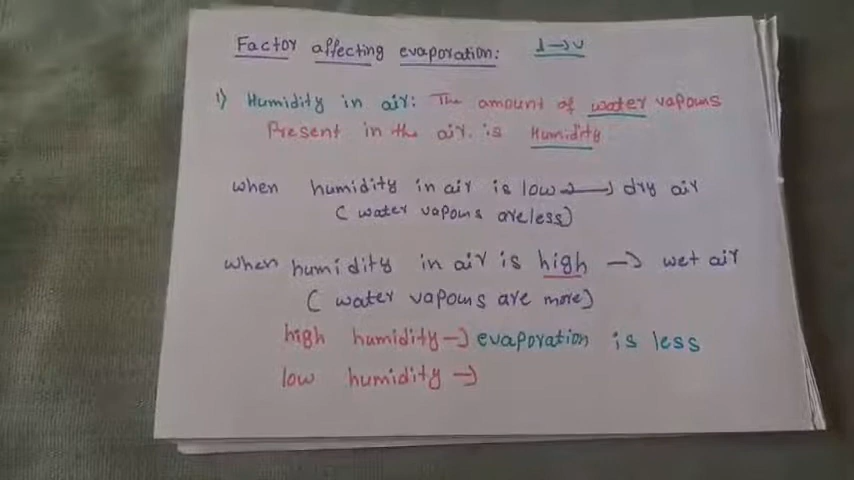 Factor affecting evaporation: l→v
1) Humidity in air: The amount of water vapours
Present in the air. is Humidity
when humidity in air is low → dry air
( water vapours are less)
when humidity in air is high → wet air
( water vapours are more)
high humidity → evaporation is less
low humidity →